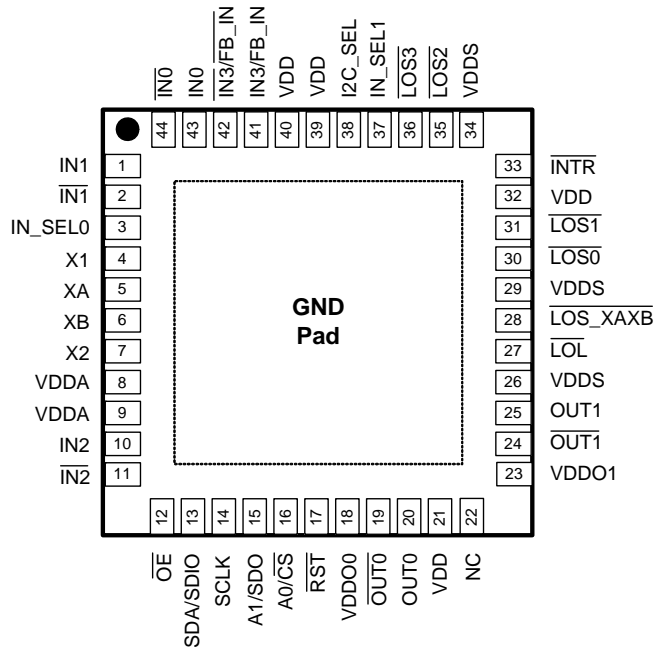 IN0
IN0
IN3/FB_IN
IN3/FB_IN
VDD
VDD
I2C_SEL
IN_SEL1
LOS3
LOS2
VDDS
44
43
42
41
40
39
38
37
36
35
34
IN1 1
IN1 2
IN_SEL0 3
X1 4
XA 5
XB 6
X2 7
VDDA 8
VDDA 9
IN2 10
IN2 11
GND
Pad
33 INTR
32 VDD
31 LOS1
30 LOS0
29 VDDS
28 LOS_XAXB
27 LOL
26 VDDS
25 OUT1
24 OUT1
23 VDDO1
12
13
14
15
16
17
18
19
20
21
22
OE
SDA/SDIO
SCLK
A1/SDO
A0/CS
RST
VDDO0
OUT0
OUT0
VDD
NC